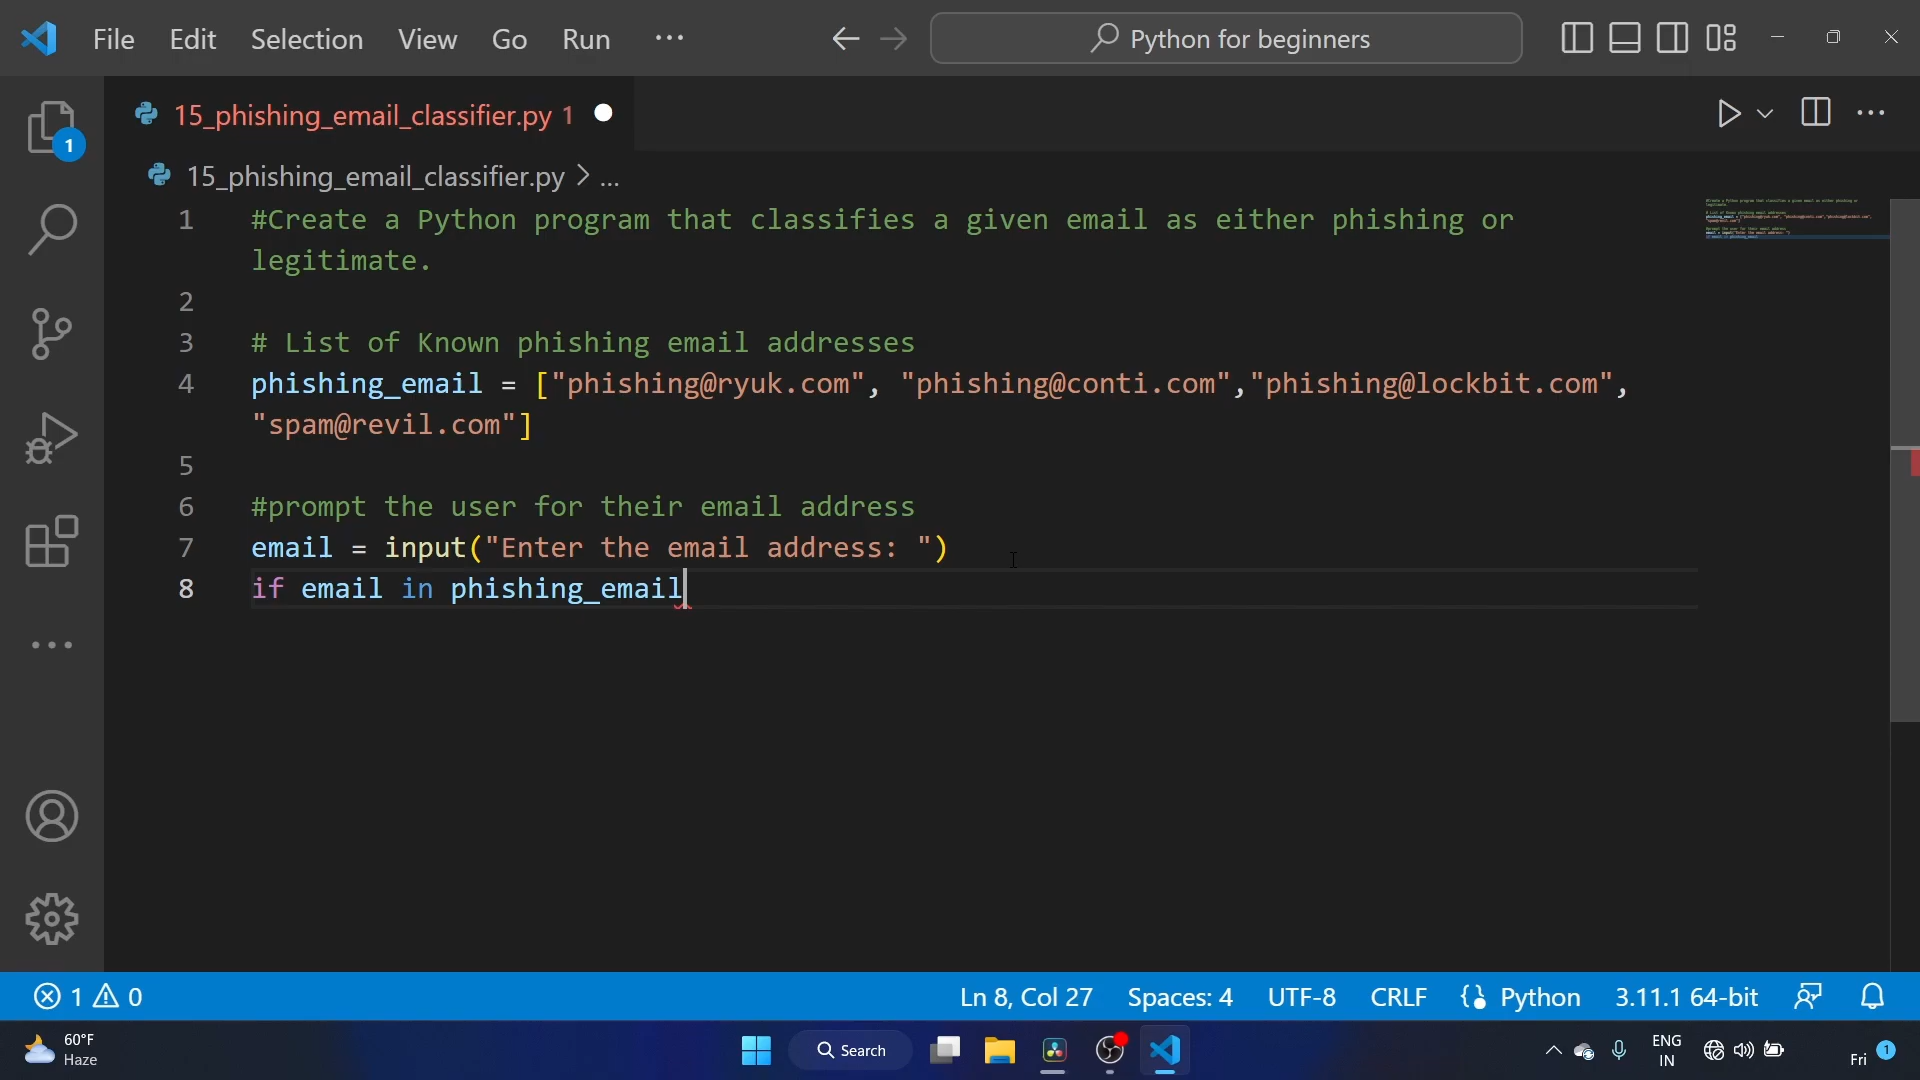 File Edit Selection View Go Run ... Python for beginners
15_phishing_email_classifier.py 1
1
15_phishing_email_classifier.py > ...
1 #Create a Python program that classifies a given email as either phishing or
legitimate.
2
3 # List of Known phishing email addresses
4 phishing_email = ["phishing@ryuk.com", "phishing@conti.com","phishing@lockbit.com",
"spam@revil.com"]
5
6 #prompt the user for their email address
7 email = input("Enter the email address: ")
8 if email in phishing_email
1 0 Ln 8, Col 27 Spaces: 4 UTF-8 CRLF {} Python 3.11.1 64-bit
60°F
Haze
Search
ENG
IN
Fri 1